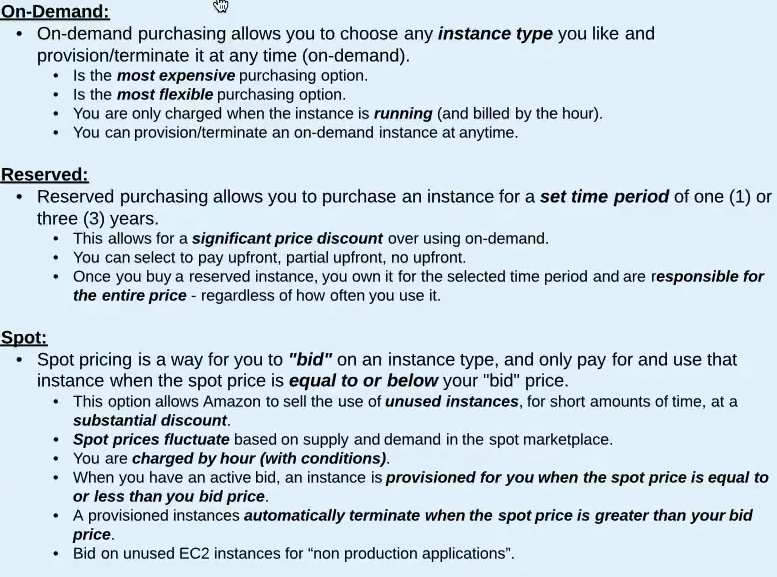 On-Demand:
• On-demand purchasing allows you to choose any instance type you like and
provision/terminate it at any time (on-demand).
• Is the most expensive purchasing option.
• Is the most flexible purchasing option.
• You are only charged when the instance is running (and billed by the hour).
• You can provision/terminate an on-demand instance at anytime.
Reserved:
• Reserved purchasing allows you to purchase an instance for a set time period of one (1) or
three (3) years.
• This allows for a significant price discount over using on-demand.
• You can select to pay upfront, partial upfront, no upfront.
• Once you buy a reserved instance, you own it for the selected time period and are responsible for
the entire price - regardless of how often you use it.
Spot:
• Spot pricing is a way for you to "bid" on an instance type, and only pay for and use that
instance when the spot price is equal to or below your "bid" price.
• This option allows Amazon to sell the use of unused instances, for short amounts of time, at a
substantial discount.
• Spot prices fluctuate based on supply and demand in the spot marketplace.
• You are charged by hour (with conditions).
• When you have an active bid, an instance is provisioned for you when the spot price is equal to
or less than you bid price.
• A provisioned instances automatically terminate when the spot price is greater than your bid
price.
• Bid on unused EC2 instances for “non production applications”.